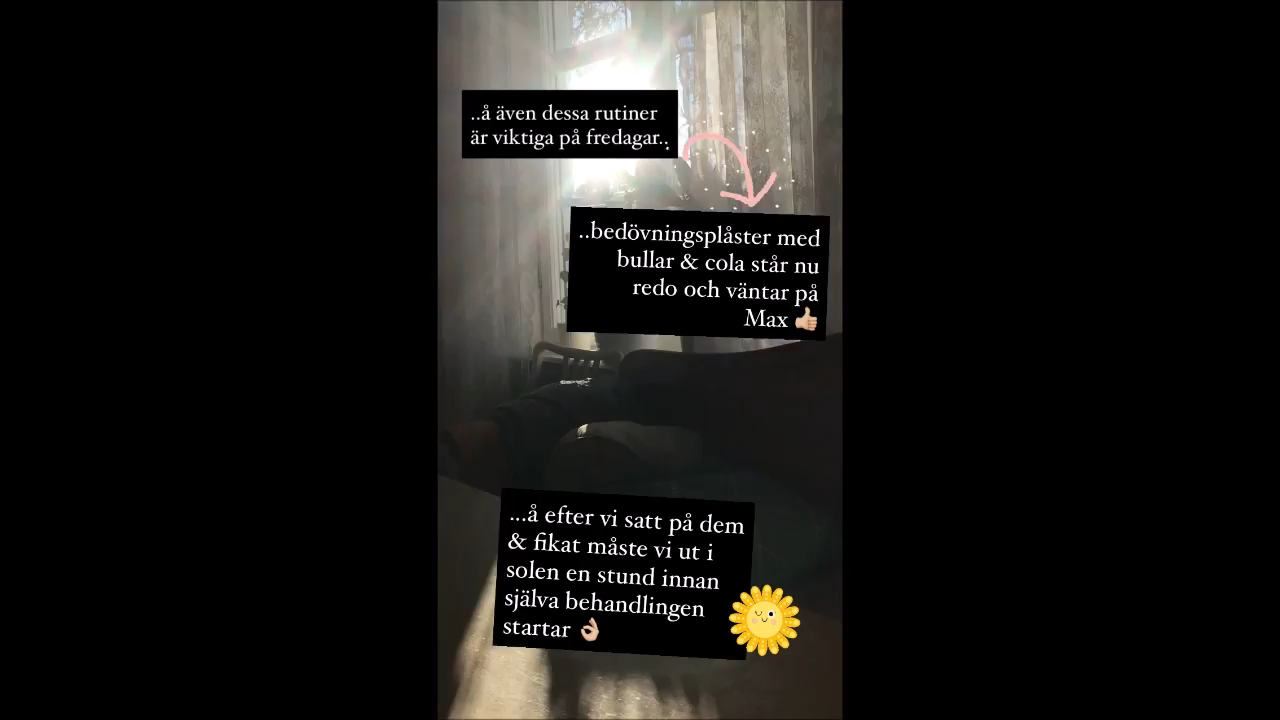 ..å även dessa rutiner
är viktiga på fredagar..
..bedövningsplåster med
bullar & cola står nu
redo och väntar på
Max 👍🏼
...å efter vi satt på dem
& fikat måste vi ut i
solen en stund innan
själva behandlingen
startar 👌🏼